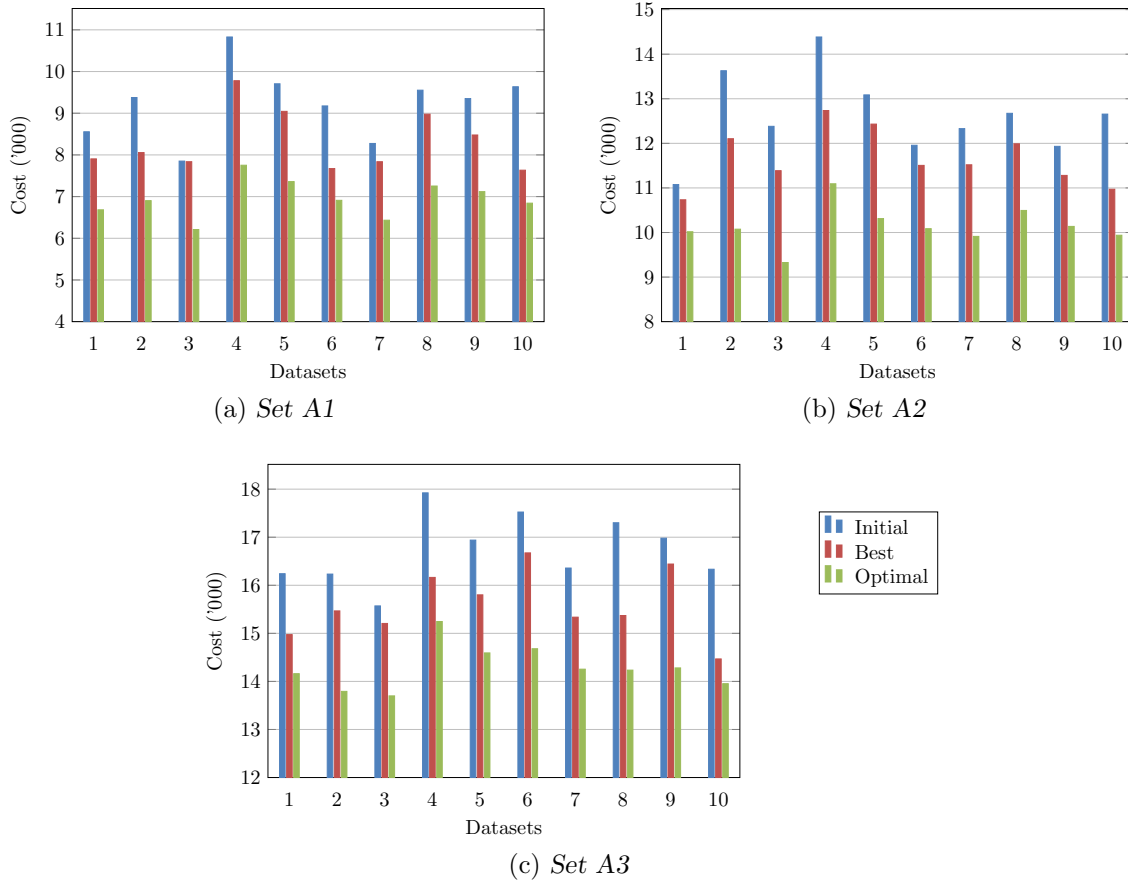 11
10
9
8
7
6
5
4
Cost ('000)
1 2 3 4 5 6 7 8 9 10
Datasets
(a) Set A1
15
14
13
12
11
10
9
8
Cost ('000)
1 2 3 4 5 6 7 8 9 10
Datasets
(b) Set A2
18
17
16
15
14
13
12
Cost ('000)
1 2 3 4 5 6 7 8 9 10
Datasets
(c) Set A3
Initial
Best
Optimal